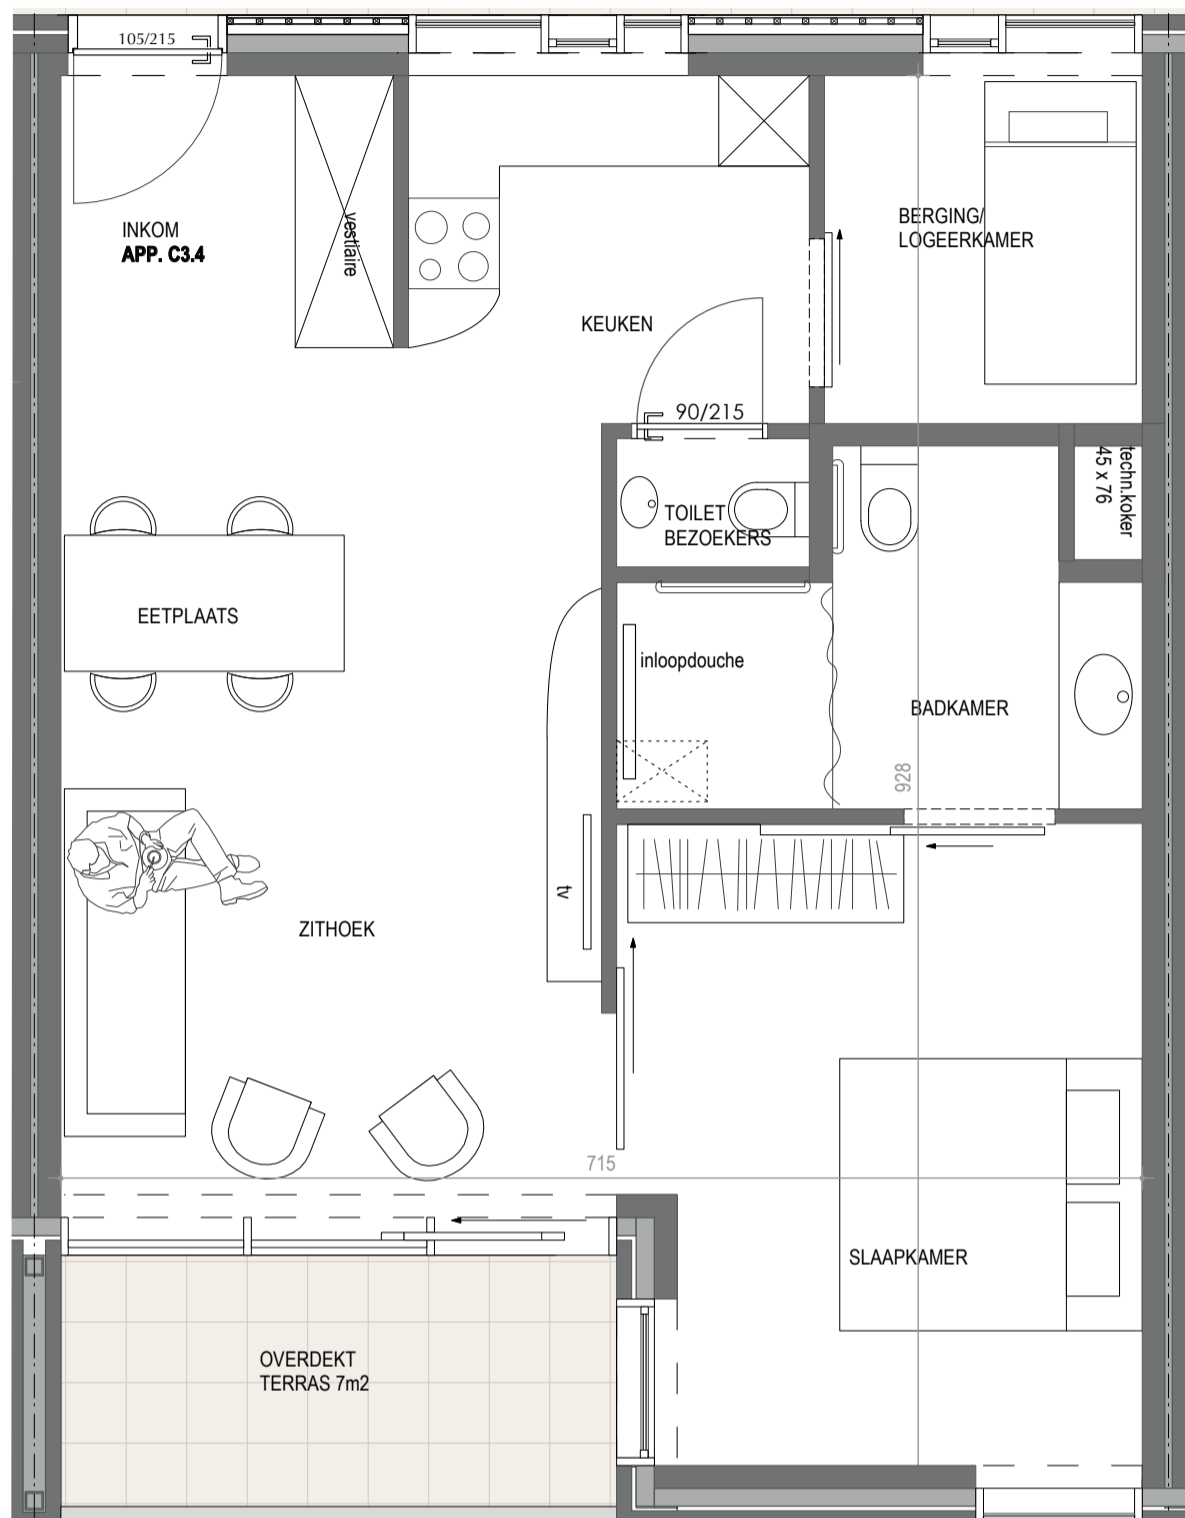 105/215
INKOM
APP. C3.4
vestiaire
BERGING/
LOGEERKAMER
KEUKEN
90/215
TOILET
BEZOEKERS
techn.koker
45 x 76
EETPLAATS
inloopdouche
BADKAMER
928
tv
ZITHOEK
715
SLAAPKAMER
OVERDEKT
TERRAS 7m2